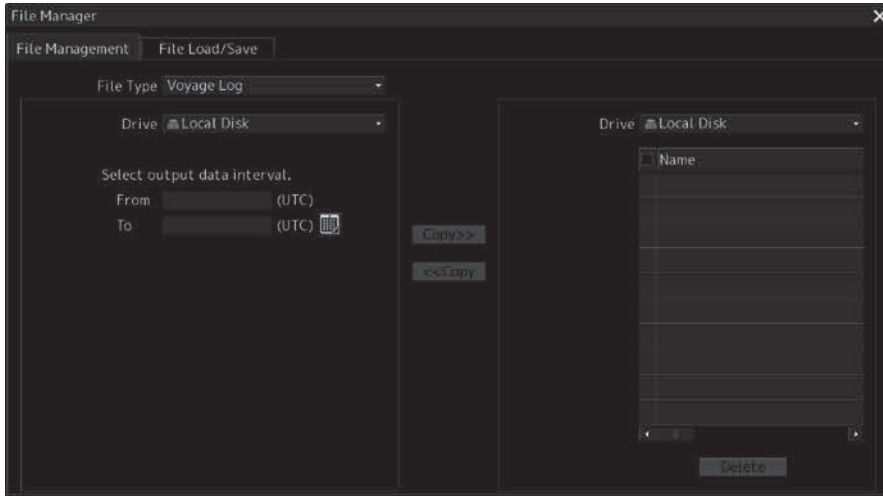 File Manager
File Management
File Load/Save
File Type Voyage Log
Drive Local Disk
Select output data interval.
From (UTC)
To (UTC)
Copy>>
<<Copy
Drive Local Disk
Name
Delete